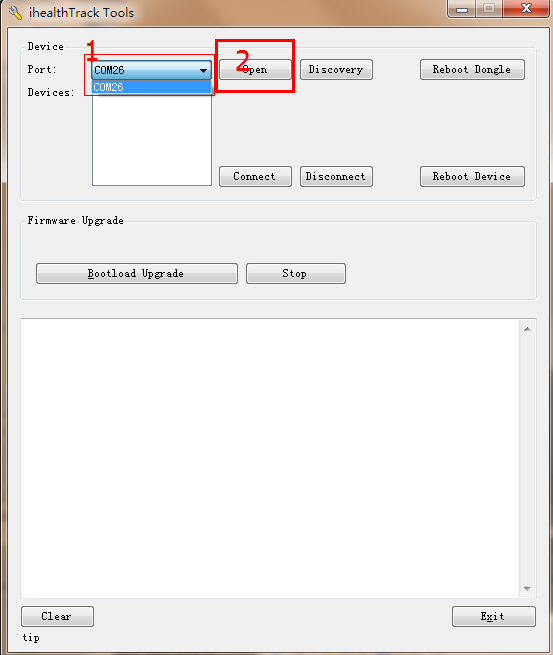 ihealthTrack Tools
Device
1
2
Port:
COM26
Open
Discovery
Reboot Dongle
COM26
Devices:
Connect
Disconnect
Reboot Device
Firmware Upgrade
Bootload Upgrade
Stop
Clear
Exit
tip